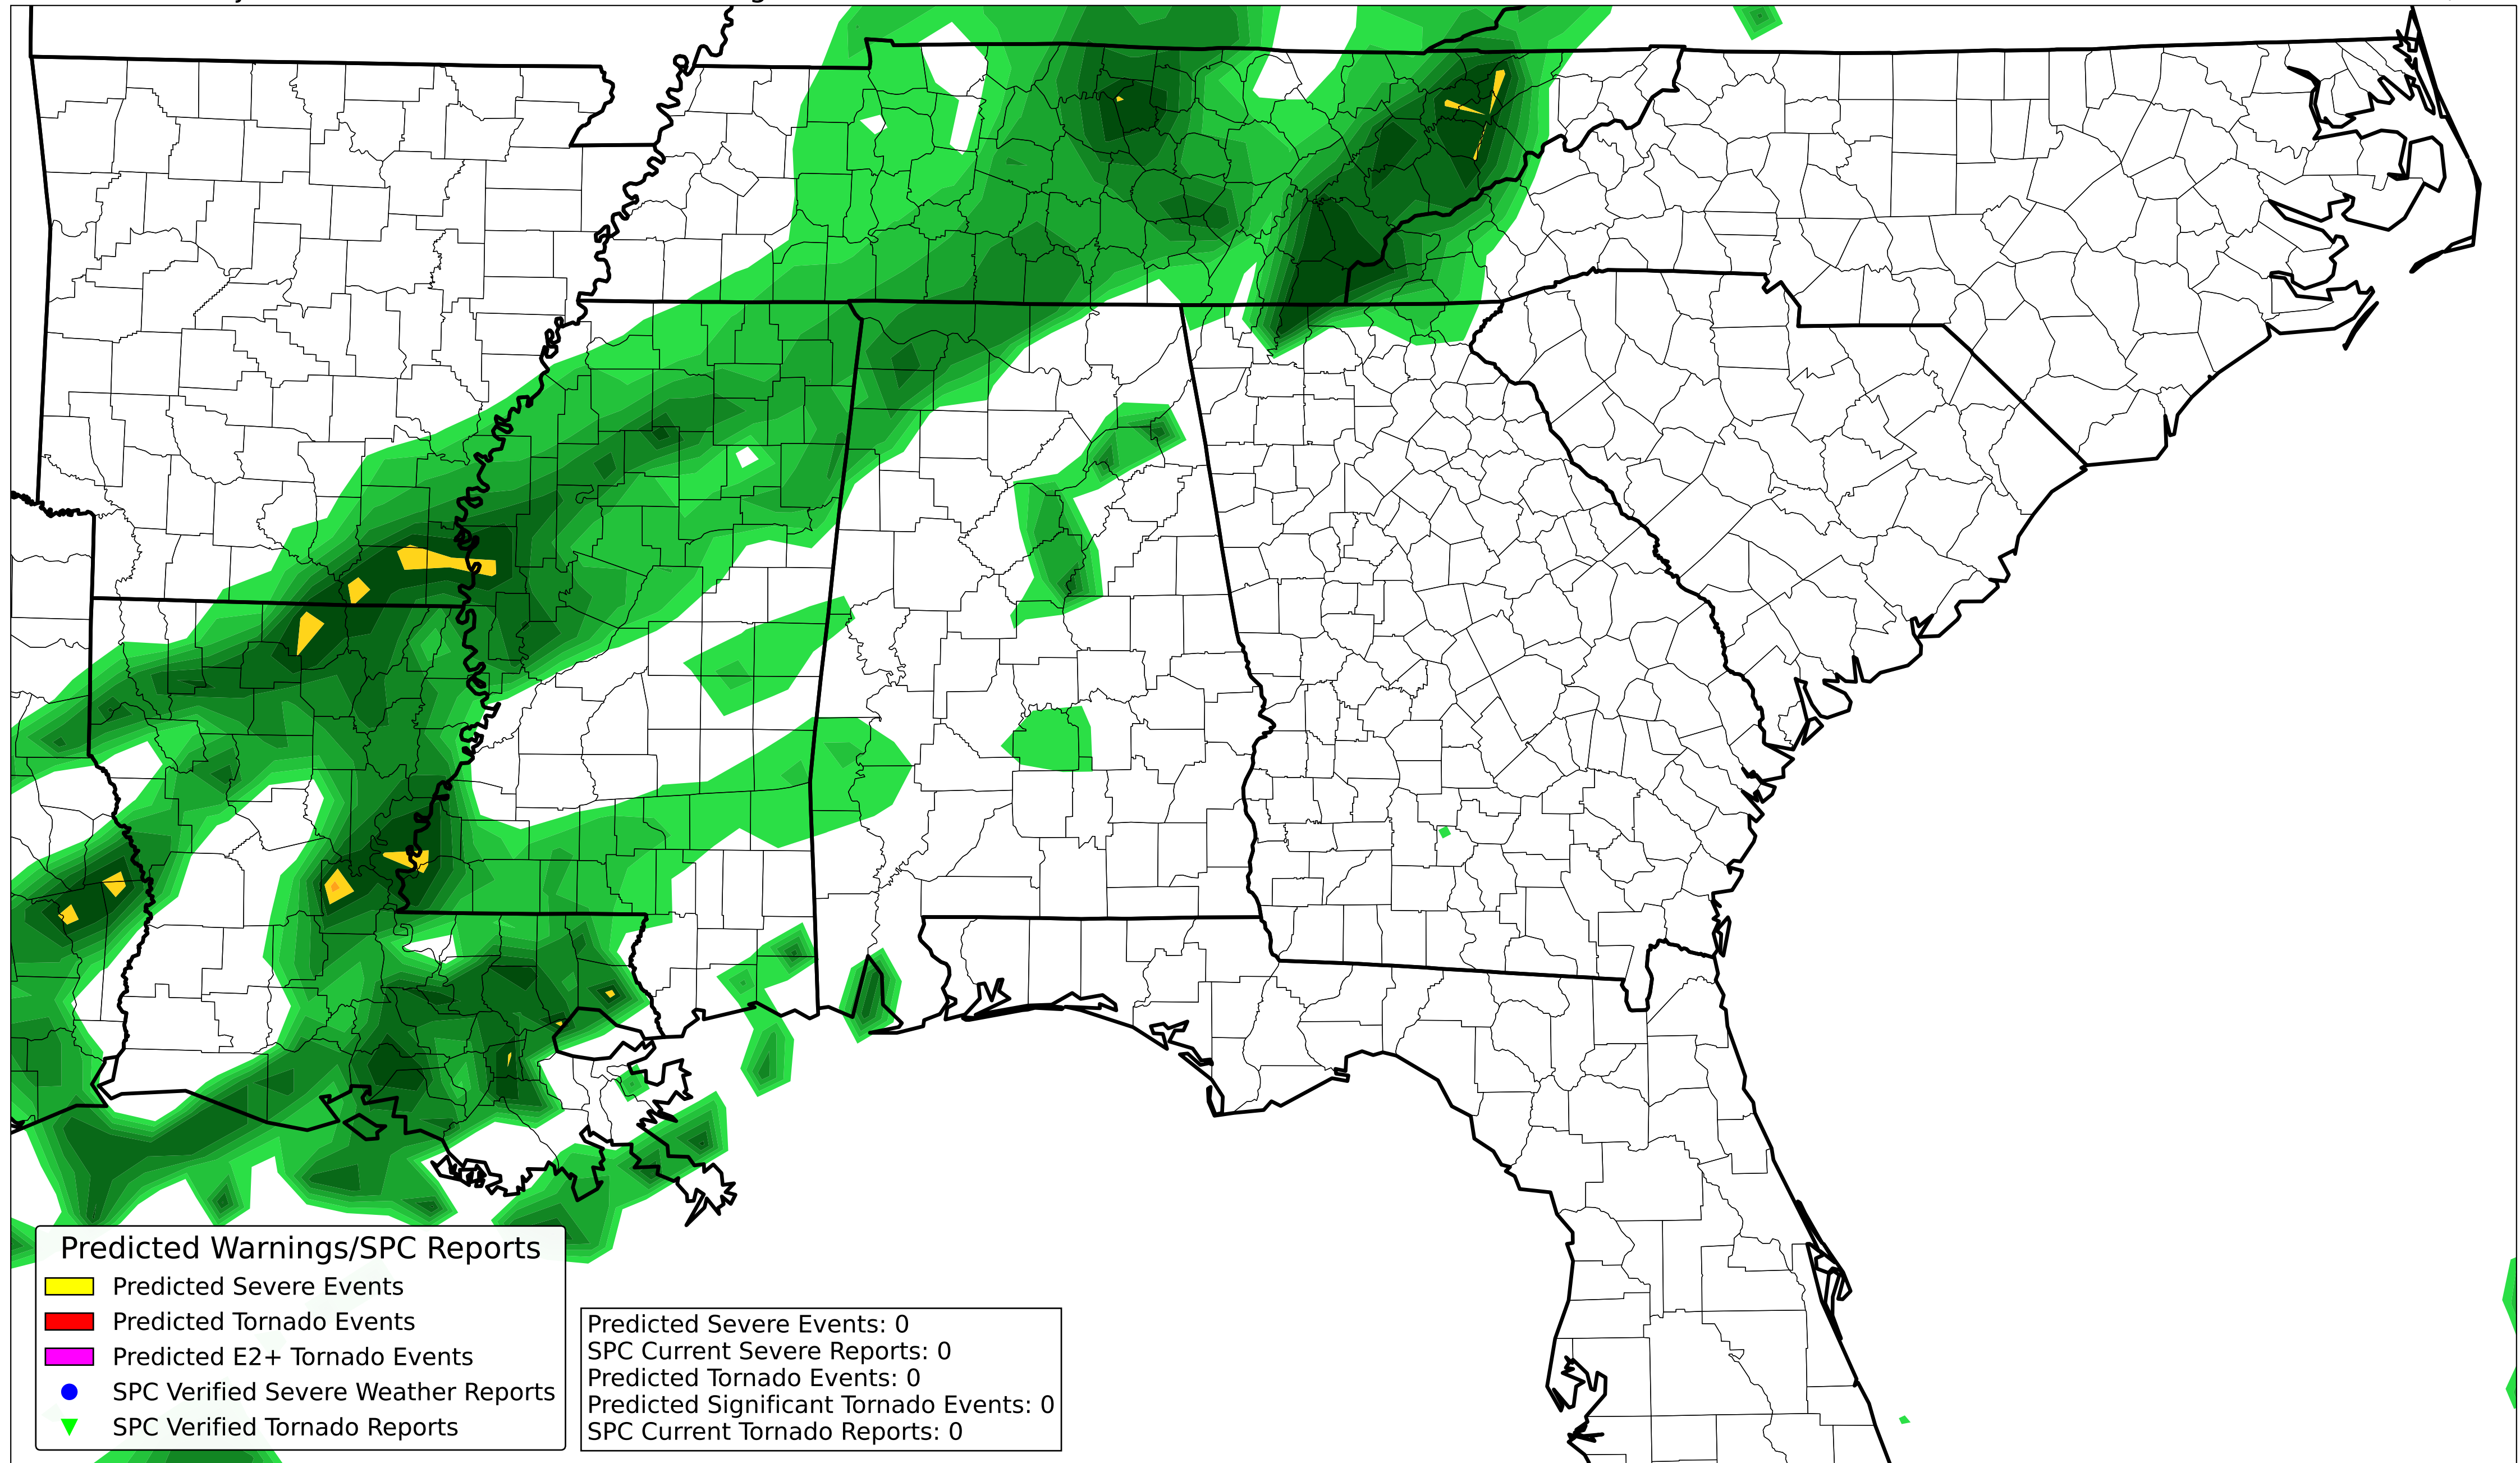 Predicted Warnings/SPC Reports
Predicted Severe Events
Predicted Tornado Events
Predicted E2+ Tornado Events
SPC Verified Severe Weather Reports
SPC Verified Tornado Reports
Predicted Severe Events: 0
SPC Current Severe Reports: 0
Predicted Tornado Events: 0
Predicted Significant Tornado Events: 0
SPC Current Tornado Reports: 0